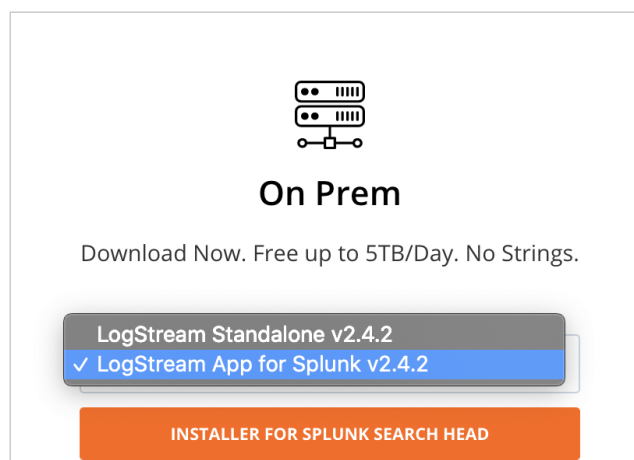 On Prem
Download Now. Free up to 5TB/Day. No Strings.
LogStream Standalone v2.4.2
✓ LogStream App for Splunk v2.4.2
INSTALLER FOR SPLUNK SEARCH HEAD